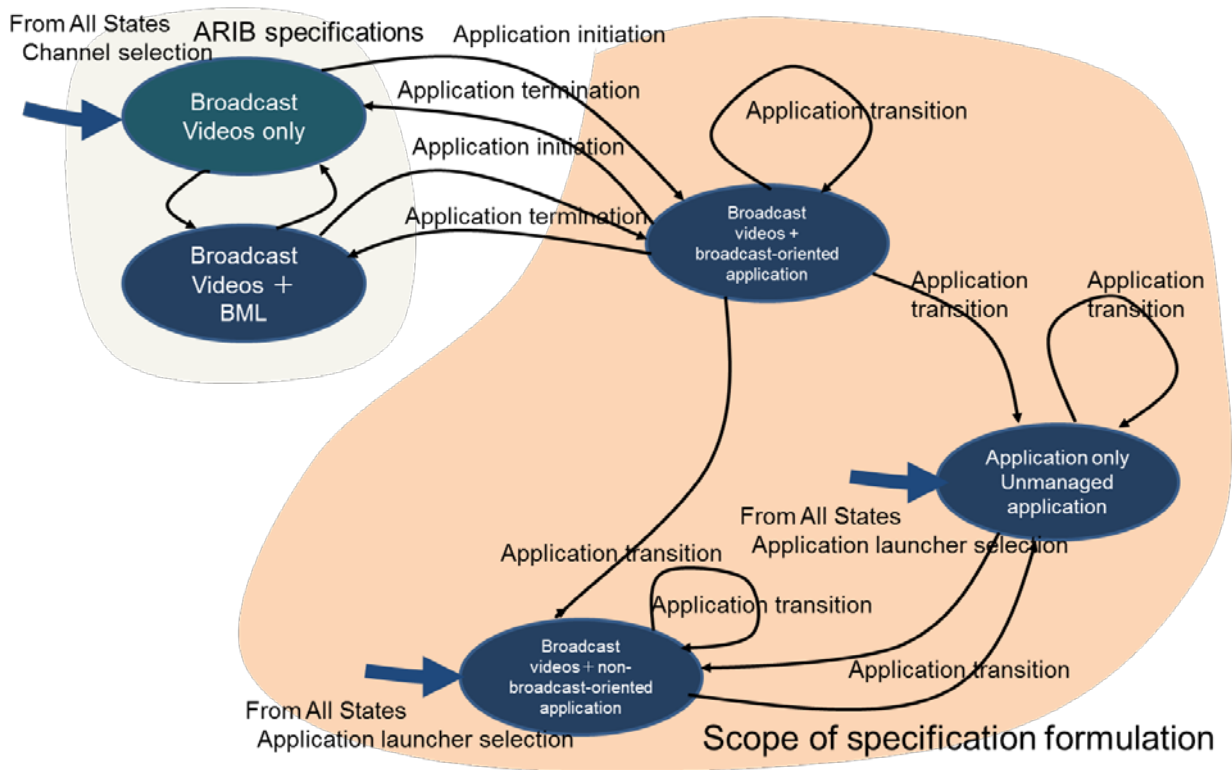 From All States
Channel selection
ARIB specifications
Application initiation
Broadcast
Videos only
Application termination
Application transition
Application initiation
Application termination
Broadcast
Videos +
BML
Broadcast
videos +
broadcast-oriented
application
Application
transition
Application
transition
Application only
Unmanaged
application
From All States
Application launcher selection
Application transition
Application transition
Broadcast
videos + non-
broadcast-oriented
application
Application transition
From All States
Application launcher selection
Scope of specification formulation